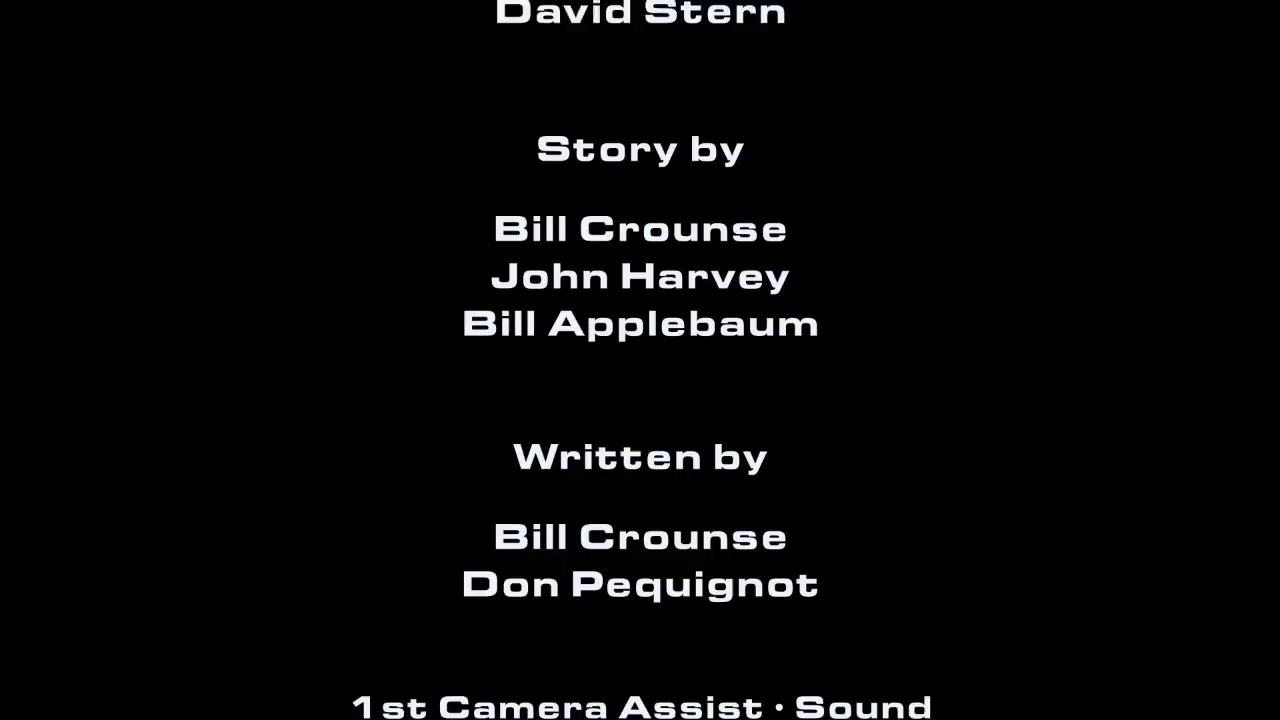 David Stern
Story by
Bill Crounse
John Harvey
Bill Applebaum
Written by
Bill Crounse
Don Pequignot
1st Camera Assist · Sound